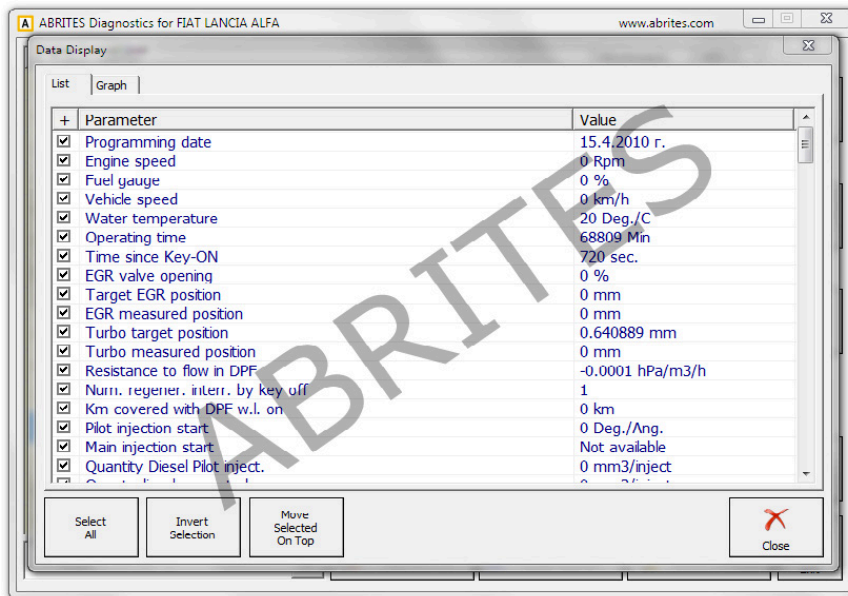 A ABRITES Diagnostics for FIAT LANCIA ALFA www.abrites.com
Data Display
List Graph
+ Parameter Value
Programming date 15.4.2010 г.
Engine speed 0 Rpm
Fuel gauge 0 %
Vehicle speed 0 km/h
Water temperature 20 Deg./C
Operating time 68809 Min
Time since Key-ON 720 sec.
EGR valve opening 0 %
Target EGR position 0 mm
EGR measured position 0 mm
Turbo target position 0.640889 mm
Turbo measured position 0 mm
Resistance to flow in DPF -0.0001 hPa/m3/h
Num. regener. interr. by key off 1
Km covered with DPF w.l. on 0 km
Pilot injection start 0 Deg./Ang.
Main injection start Not available
Quantity Diesel Pilot inject. 0 mm3/inject
ABRITES
Select
All
Invert
Selection
Move
Selected
On Top
Close